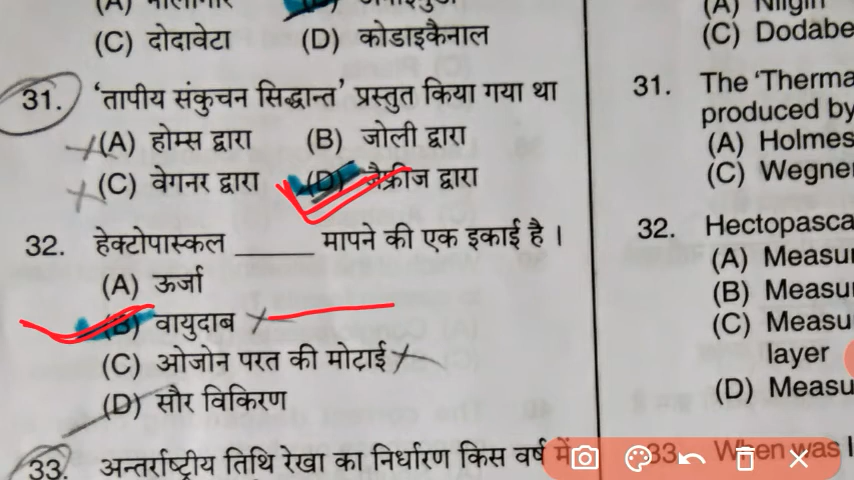 (C) दोदावेटा (D) कोडाइकैनाल
31. 'तापीय संकुचन सिद्धान्त' प्रस्तुत किया गया था
(A) होम्स द्वारा (B) जोली द्वारा
(C) वेगनर द्वारा (D) जैफ्रीज द्वारा
32. हेक्टोपास्कल ______ मापने की एक इकाई है ।
(A) ऊर्जा
(B) वायुदाब
(C) ओजोन परत की मोटाई
(D) सौर विकिरण
33. अन्तर्राष्ट्रीय तिथि रेखा का निर्धारण किस वर्ष में
(A) Nilgiri
(C) Dodabe
31. The 'Therma
produced by
(A) Holmes
(C) Wegner
32. Hectopasca
(A) Measur
(B) Measu
(C) Measu
layer
(D) Measu
33. When was I